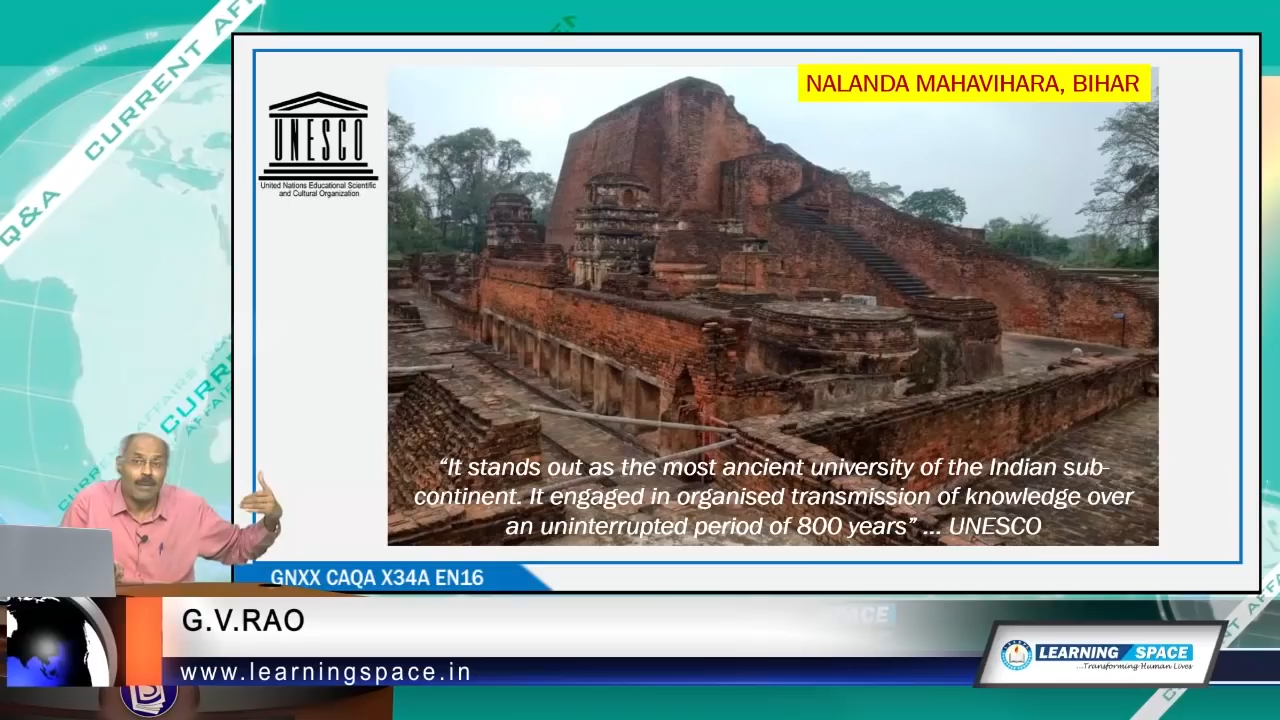 Q&A CURRENT AFF
NALANDA MAHAVIHARA, BIHAR
UNESCO
United Nations Educational Scientific
and Cultural Organization
“It stands out as the most ancient university of the Indian sub-
continent. It engaged in organised transmission of knowledge over
an uninterrupted period of 800 years” ... UNESCO
GNXX CAQA X34A EN16
G.V.RAO
www.learningspace.in
LEARNING SPACE
...Transforming Human Lives